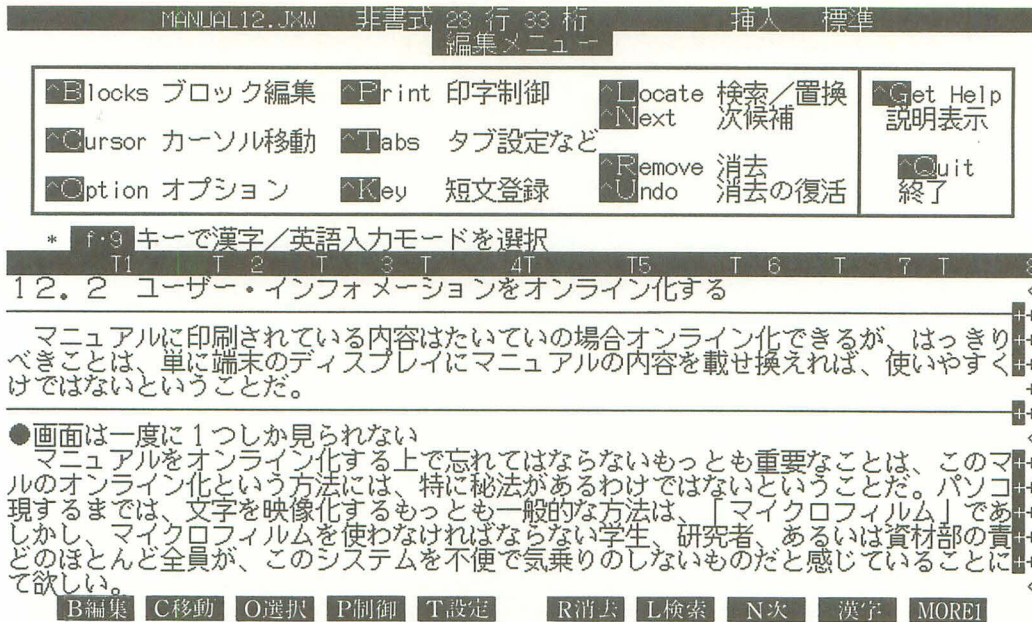 MANUAL12.JXW 非書式 23 行 33 桁 挿入 標準
編集メニュー
^Blocks ブロック編集 ^Print 印字制御 ^Locate 検索／置換 ^Get Help
^Next 次候補 説明表示
^Cursor カーソル移動 ^Tabs タブ設定など
^Remove 消去 ^Quit
^Option オプション ^Key 短文登録 ^Undo 消去の復活 終了
* f・9 キーで漢字／英語入力モードを選択
T1 T 2 T 3 T 4T T5 T 6 T 7 T 8
12.2 ユーザー・インフォメーションをオンライン化する <
マニュアルに印刷されている内容はたいていの場合オンライン化できるが、はっきり++
べきことは、単に端末のディスプレイにマニュアルの内容を載せ換えれば、使いやすく++
けではないということだ。
●画面は一度に1つしか見られない <
マニュアルをオンライン化する上で忘れてはならないもっとも重要なことは、このマ++
ルのオンライン化という方法には、特に秘法があるわけではないということだ。パソコ++
現するまでは、文字を映像化するもっとも一般的な方法は、「マイクロフィルム」であ++
しかし、マイクロフィルムを使わなければならない学生、研究者、あるいは資材部の責++
どのほとんど全員が、このシステムを不便で気乗りのしないものだと感じていることに++
て欲しい。 <
B編集 C移動 O選択 P制御 T設定 R消去 L検索 N次 漢字 MORE1